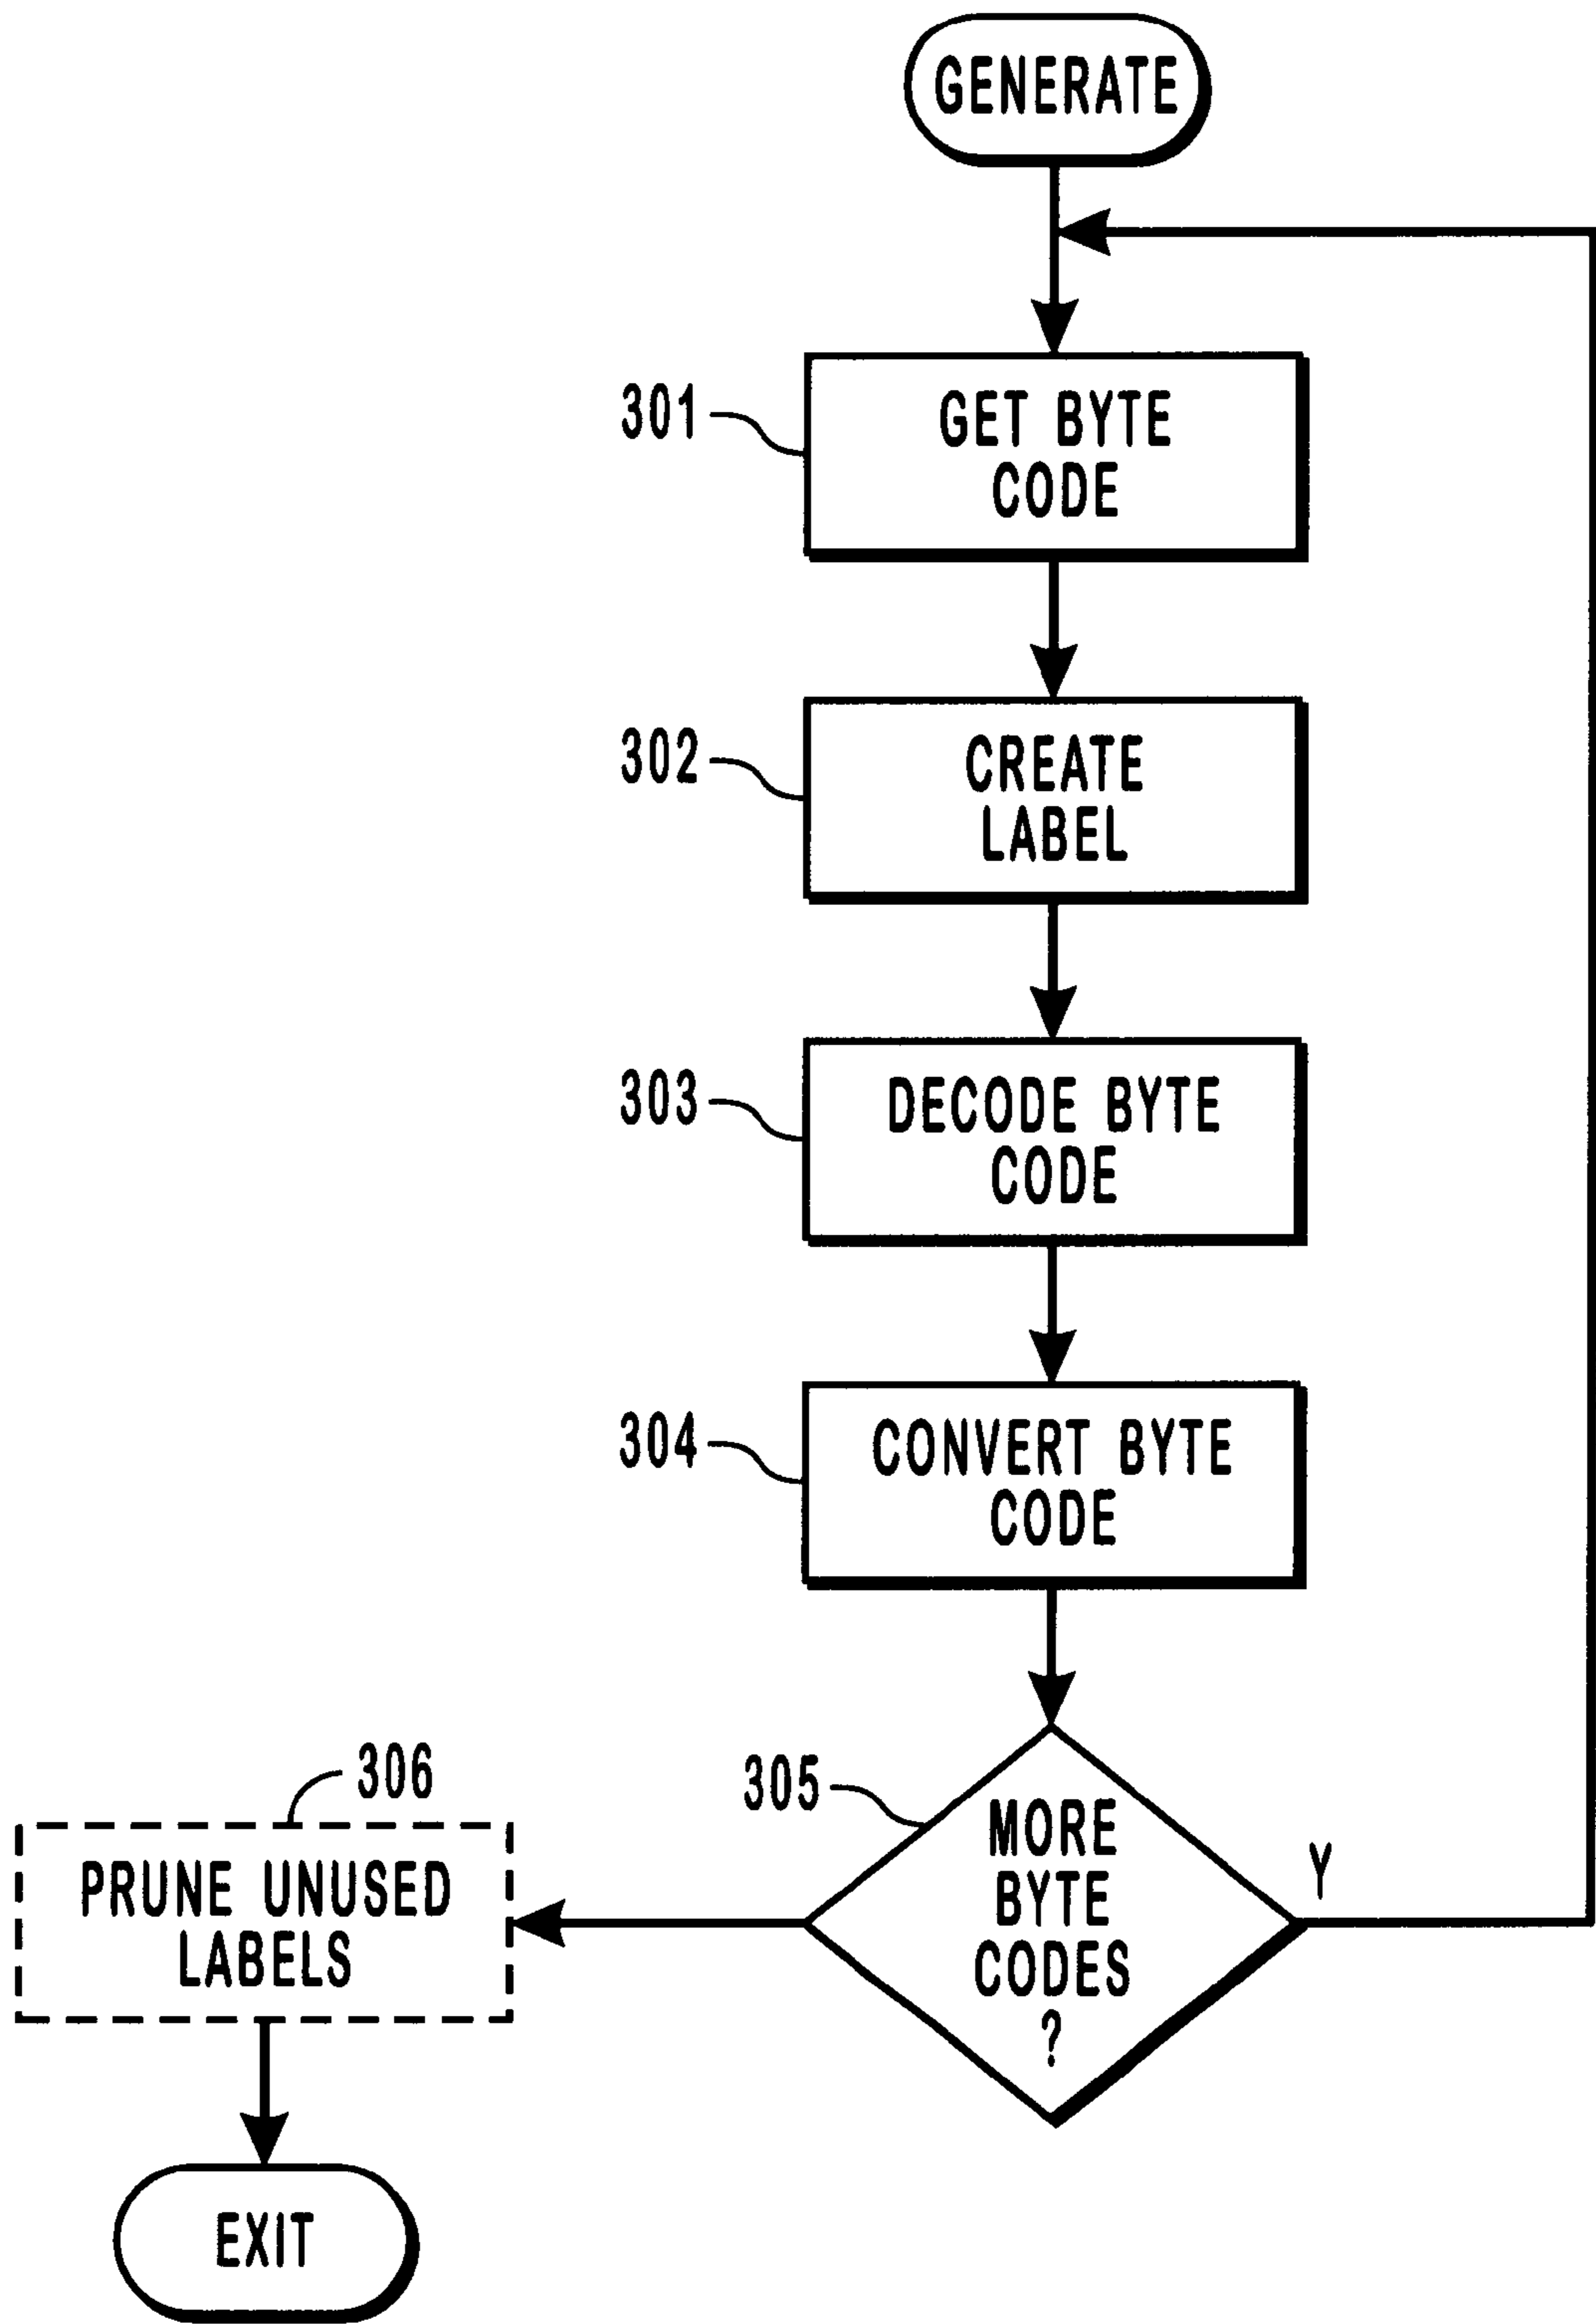 GENERATE
301
GET BYTE
CODE
302
CREATE
LABEL
303
DECODE BYTE
CODE
304
CONVERT BYTE
CODE
305
MORE
BYTE
CODES
?
Y
306
PRUNE UNUSED
LABELS
EXIT